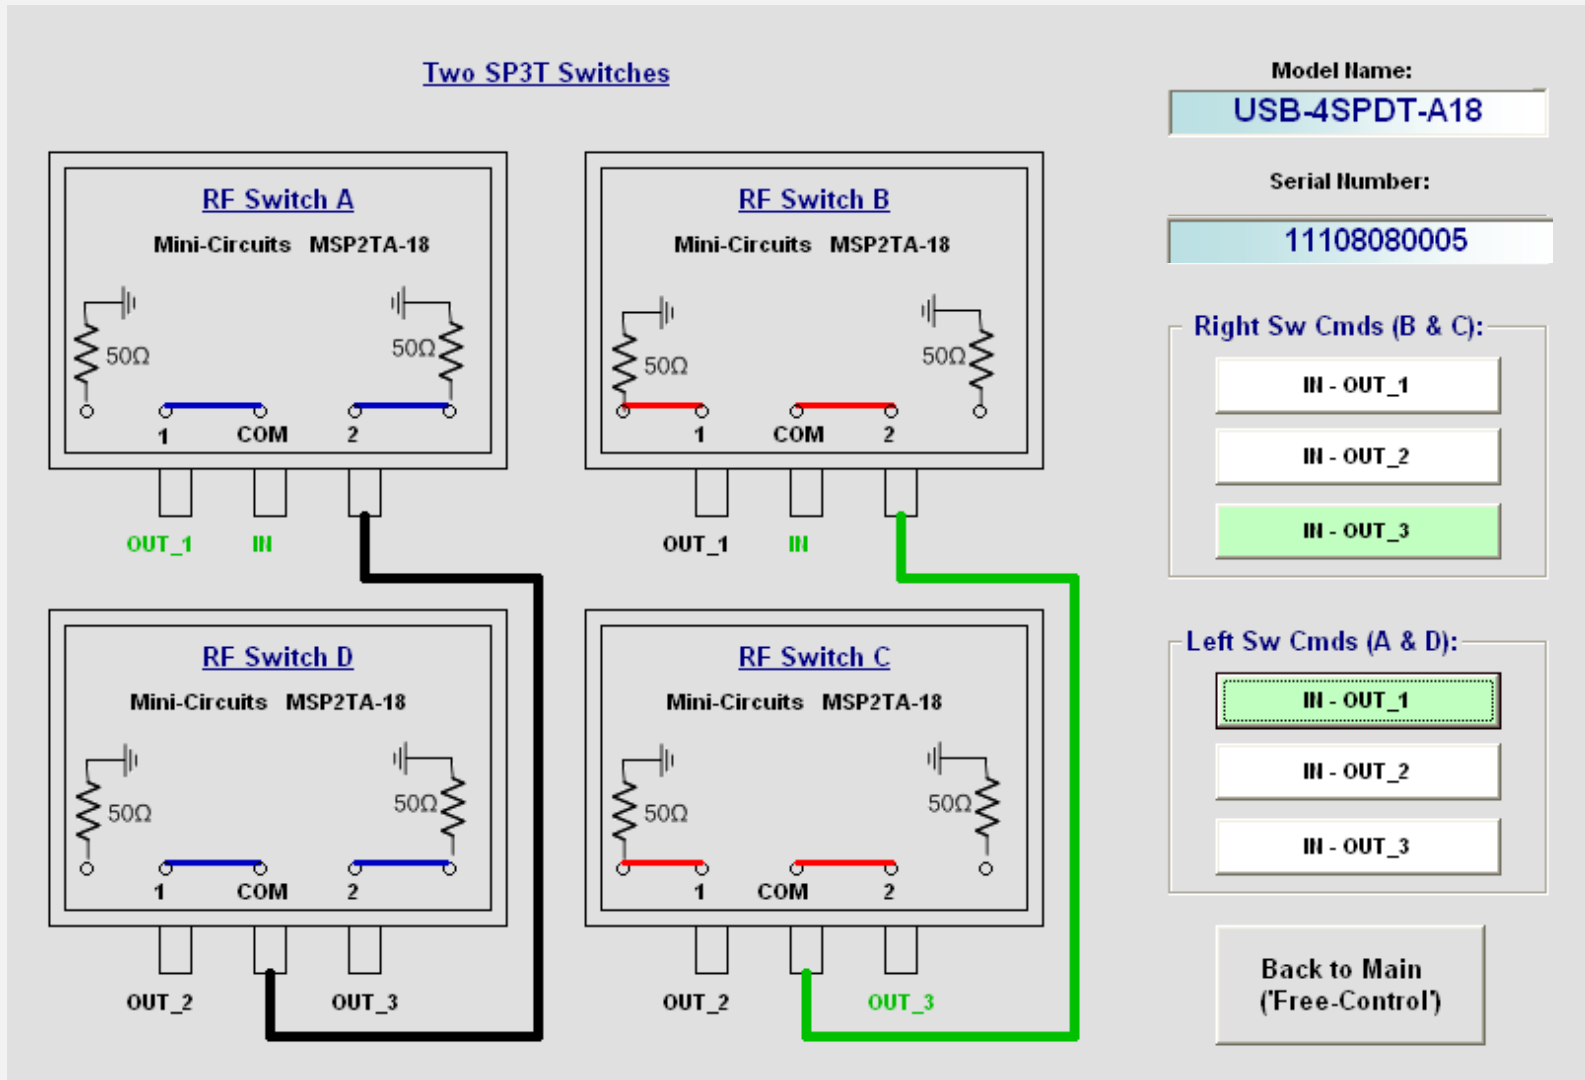 Two SP3T Switches
Model Name:
USB-4SPDT-A18
Serial Number:
11108080005
RF Switch A
Mini-Circuits MSP2TA-18
50Ω
50Ω
1 COM 2
OUT_1 IN
RF Switch B
Mini-Circuits MSP2TA-18
50Ω
50Ω
1 COM 2
OUT_1 IN
RF Switch D
Mini-Circuits MSP2TA-18
50Ω
50Ω
1 COM 2
OUT_2 OUT_3
RF Switch C
Mini-Circuits MSP2TA-18
50Ω
50Ω
1 COM 2
OUT_2 OUT_3
Right Sw Cmds (B & C):
IN - OUT_1
IN - OUT_2
IN - OUT_3
Left Sw Cmds (A & D):
IN - OUT_1
IN - OUT_2
IN - OUT_3
Back to Main
('Free-Control')